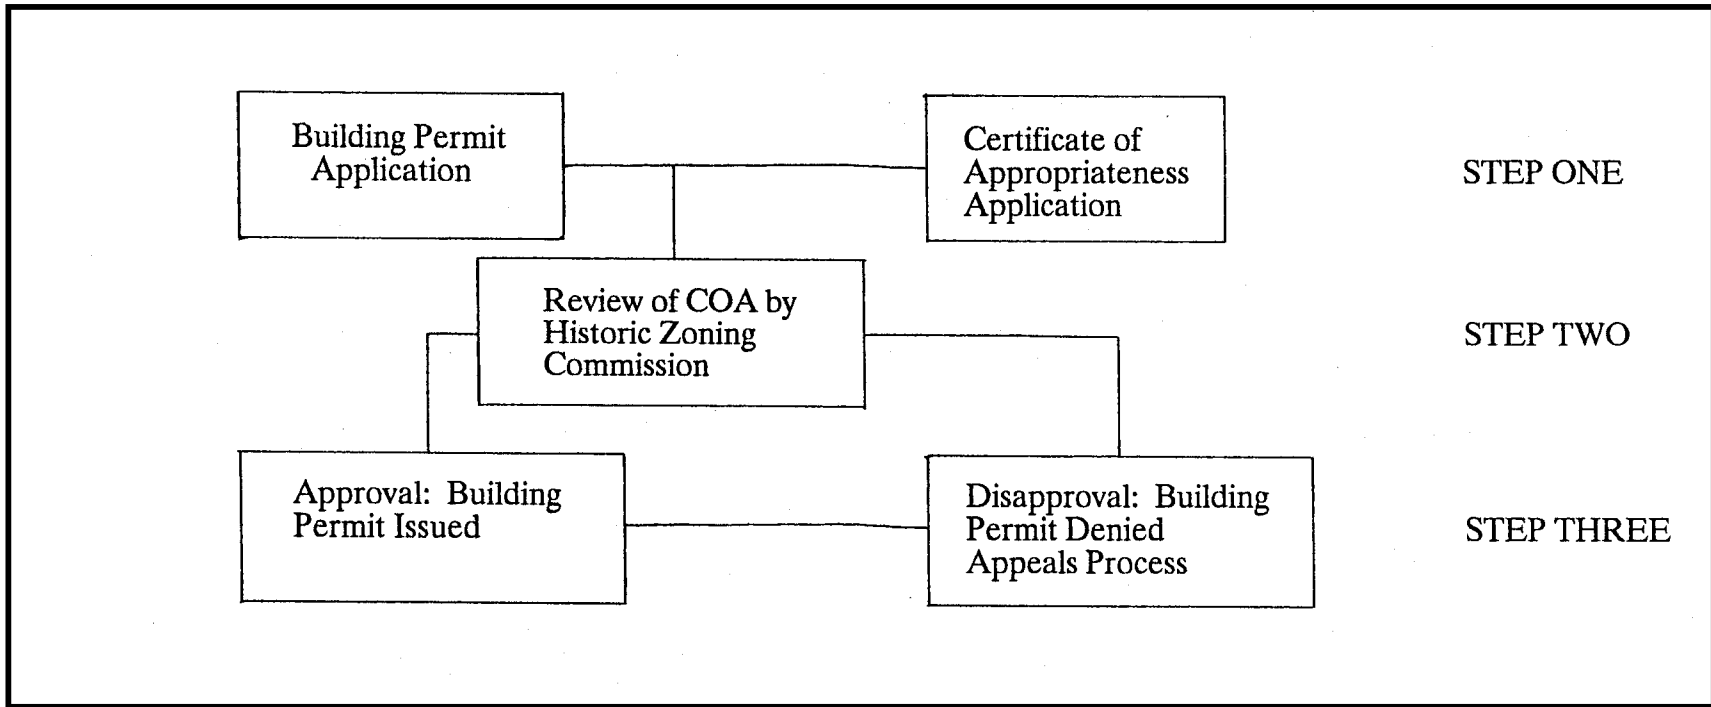 Building Permit
Application
Certificate of
Appropriateness
Application
STEP ONE
Review of COA by
Historic Zoning
Commission
STEP TWO
Approval:  Building
Permit Issued
Disapproval:  Building
Permit Denied
Appeals Process
STEP THREE